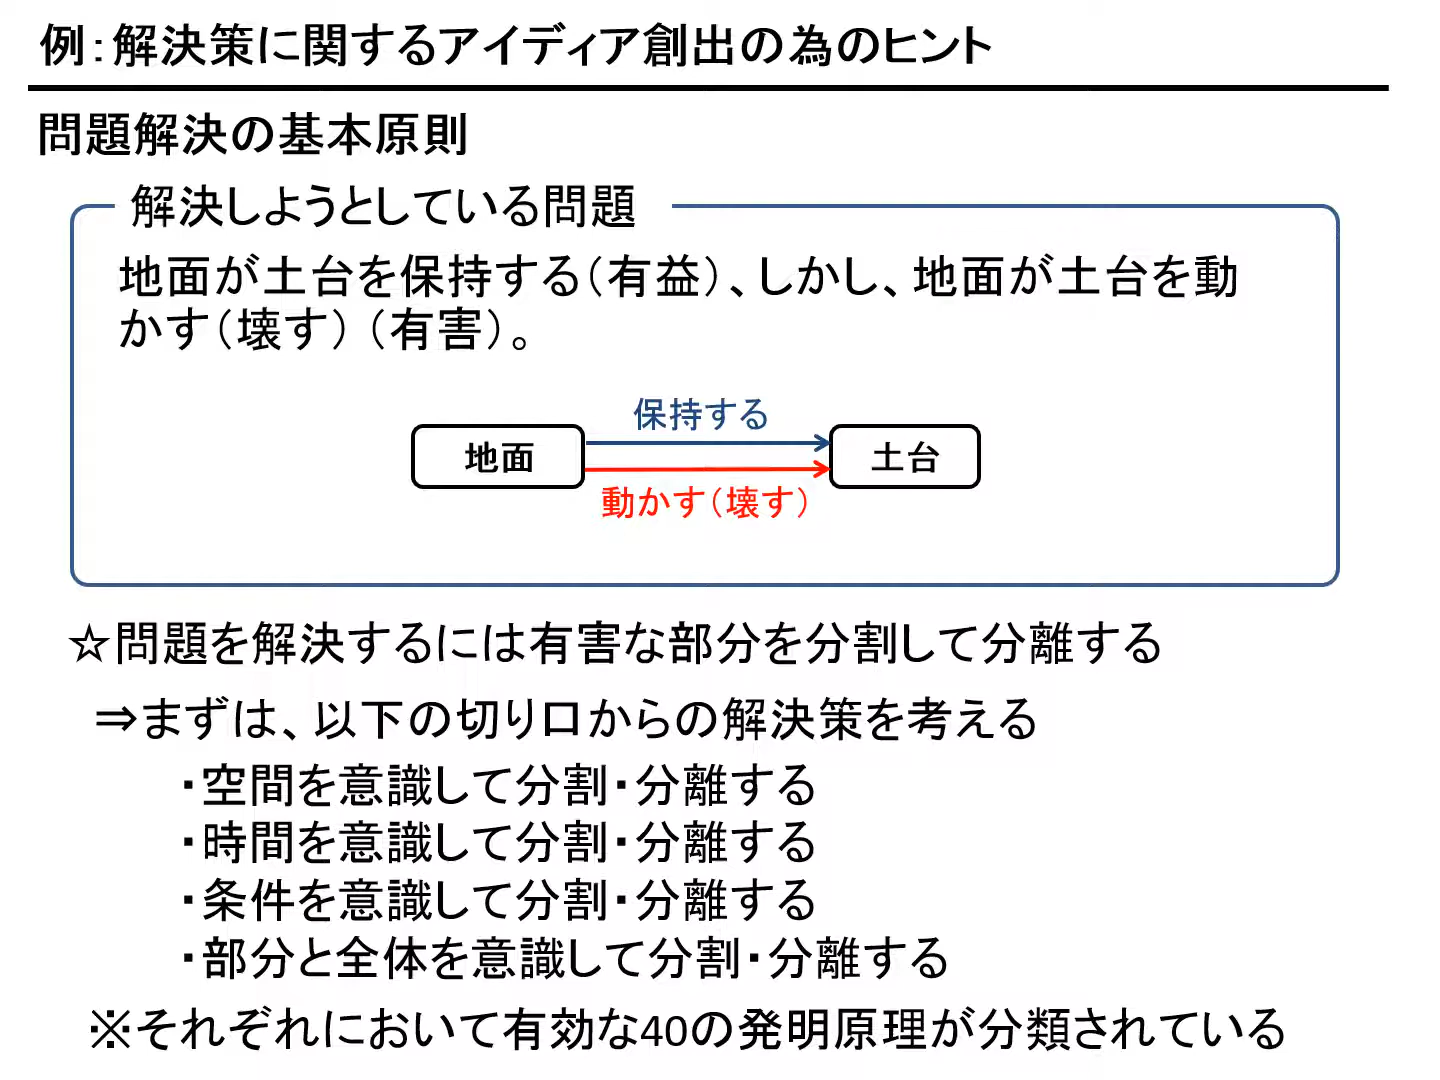 例：解決策に関するアイディア創出の為のヒント
問題解決の基本原則
解決しようとしている問題
地面が土台を保持する（有益）、しかし、地面が土台を動
かす（壊す）（有害）。
保持する
地面
土台
動かす（壊す）
☆問題を解決するには有害な部分を分割して分離する
⇒まずは、以下の切り口からの解決策を考える
・空間を意識して分割・分離する
・時間を意識して分割・分離する
・条件を意識して分割・分離する
・部分と全体を意識して分割・分離する
※それぞれにおいて有効な40の発明原理が分類されている